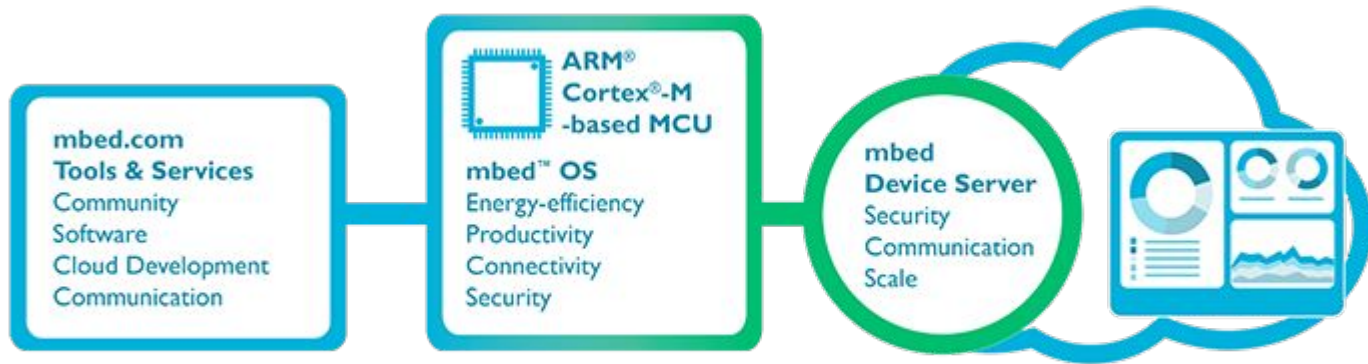 mbed.com
Tools & Services
Community
Software
Cloud Development
Communication
ARM®
Cortex®-M
-based MCU
mbed™ OS
Energy-efficiency
Productivity
Connectivity
Security
mbed
Device Server
Security
Communication
Scale